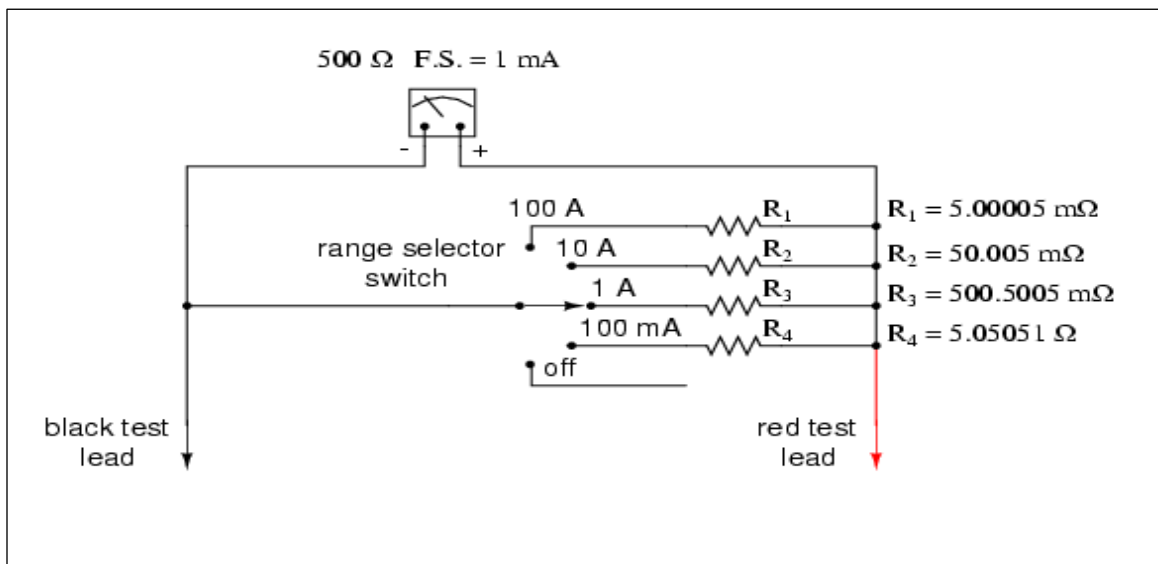 500 Ω F.S. = 1 mA
- +
100 A R₁ R₁ = 5.00005 mΩ
range selector
switch
10 A R₂ R₂ = 50.005 mΩ
1 A R₃ R₃ = 500.5005 mΩ
100 mA R₄ R₄ = 5.05051 Ω
off
black test
lead
red test
lead